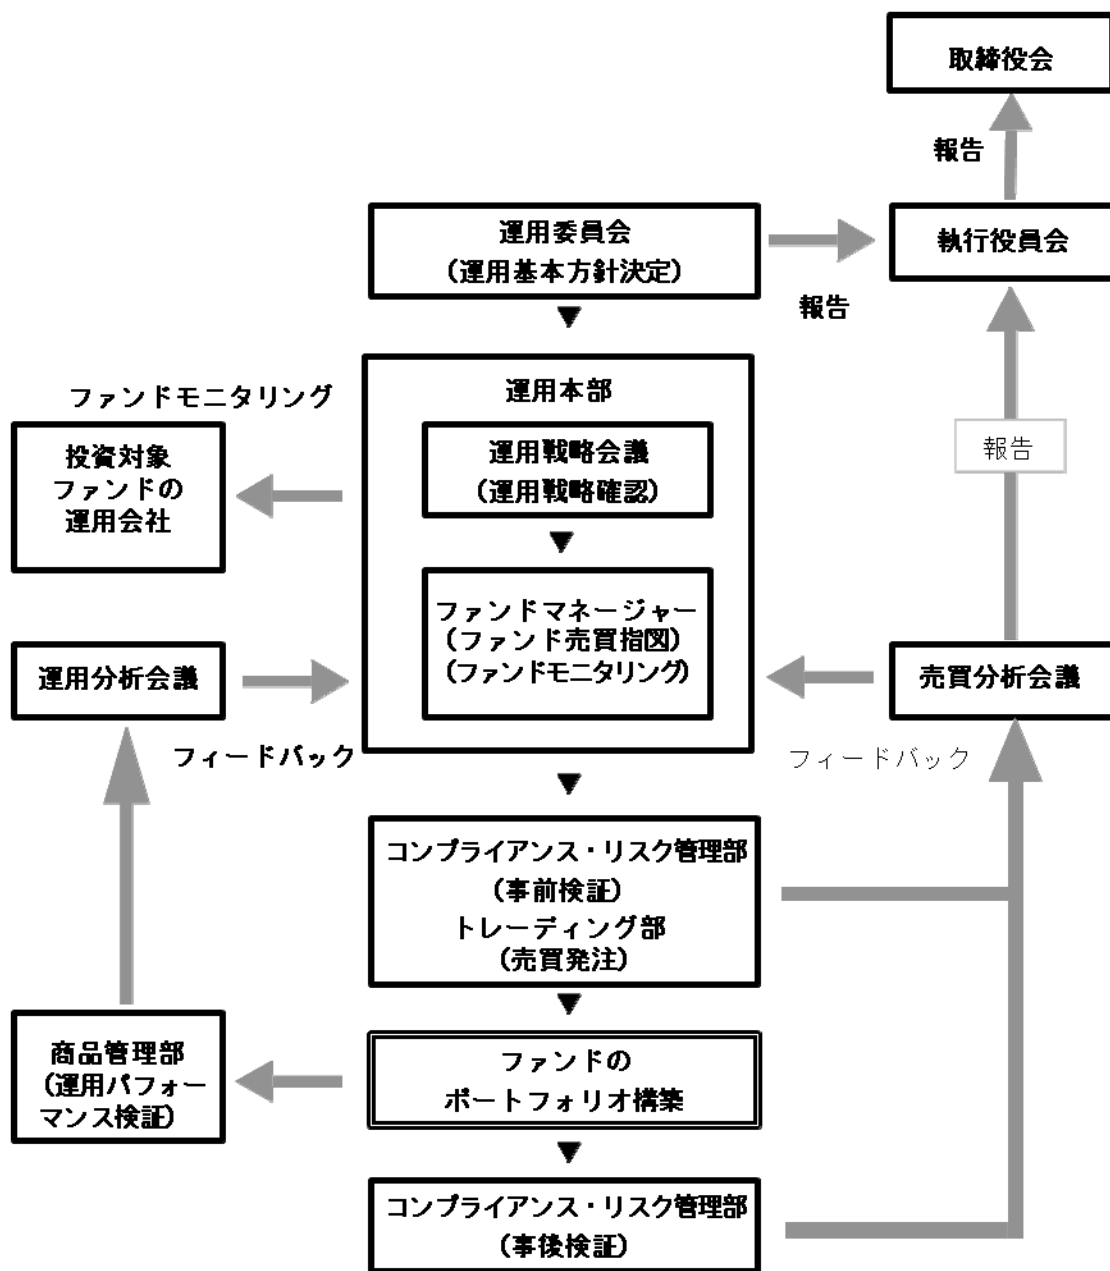 取締役会
報告
運用委員会
(運用基本方針決定)
執行役員会
報告
運用本部
ファンドモニタリング
運用戦略会議
(運用戦略確認)
投資対象
ファンドの
運用会社
報告
ファンドマネージャー
(ファンド売買指図)
(ファンドモニタリング)
運用分析会議
売買分析会議
フィードバック
フィードバック
コンプライアンス・リスク管理部
(事前検証)
トレーディング部
(売買発注)
商品管理部
(運用パフォー
マンス検証)
ファンドの
ポートフォリオ構築
コンプライアンス・リスク管理部
(事後検証)